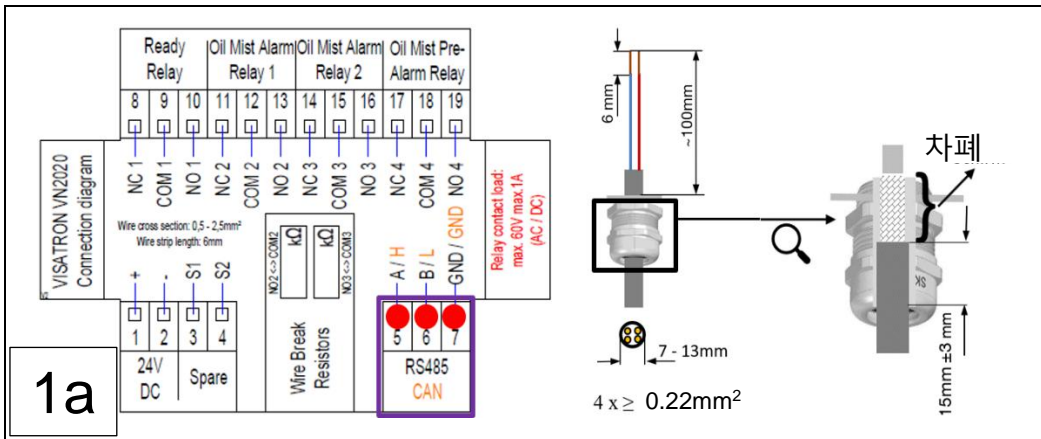 Ready Relay
Oil Mist Alarm Relay 1
Oil Mist Alarm Relay 2
Oil Mist Pre-Alarm Relay
8 9 10 11 12 13 14 15 16 17 18 19
NC 1
COM 1
NO 1
NC 2
COM 2
NO 2
NC 3
COM 3
NO 3
NC 4
COM 4
NO 4
VISATRON VN2020
Connection diagram
Wire cross section: 0,5 - 2,5mm²
Wire strip length: 6mm
NO2 <=> COM2
kΩ
kΩ
NO3 <=> COM3
Wire Break
Resistors
Relay contact load:
max. 60V max.1A
(AC / DC)
+
-
S1
S2
A / H
B / L
GND / GND
1 2 3 4 5 6 7
24V
DC
Spare
RS485
CAN
1a
6 mm
~100mm
7 - 13mm
4 x ≥ 0.22mm²
차폐
SK
15mm ±3 mm